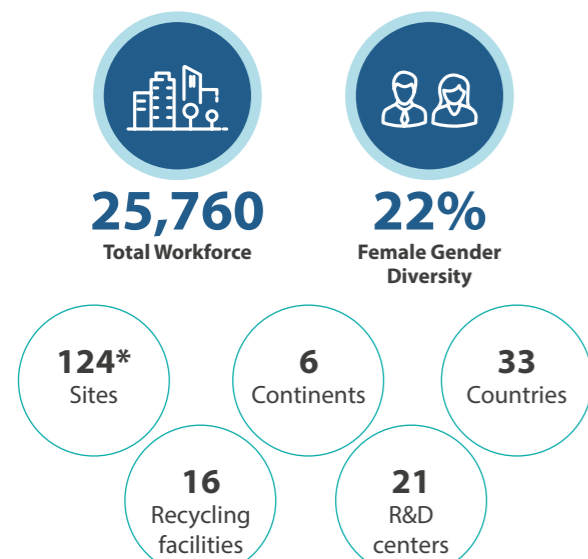 25,760
Total Workforce
22%
Female Gender
Diversity
124*
Sites
6
Continents
33
Countries
16
Recycling
facilities
21
R&D
centers